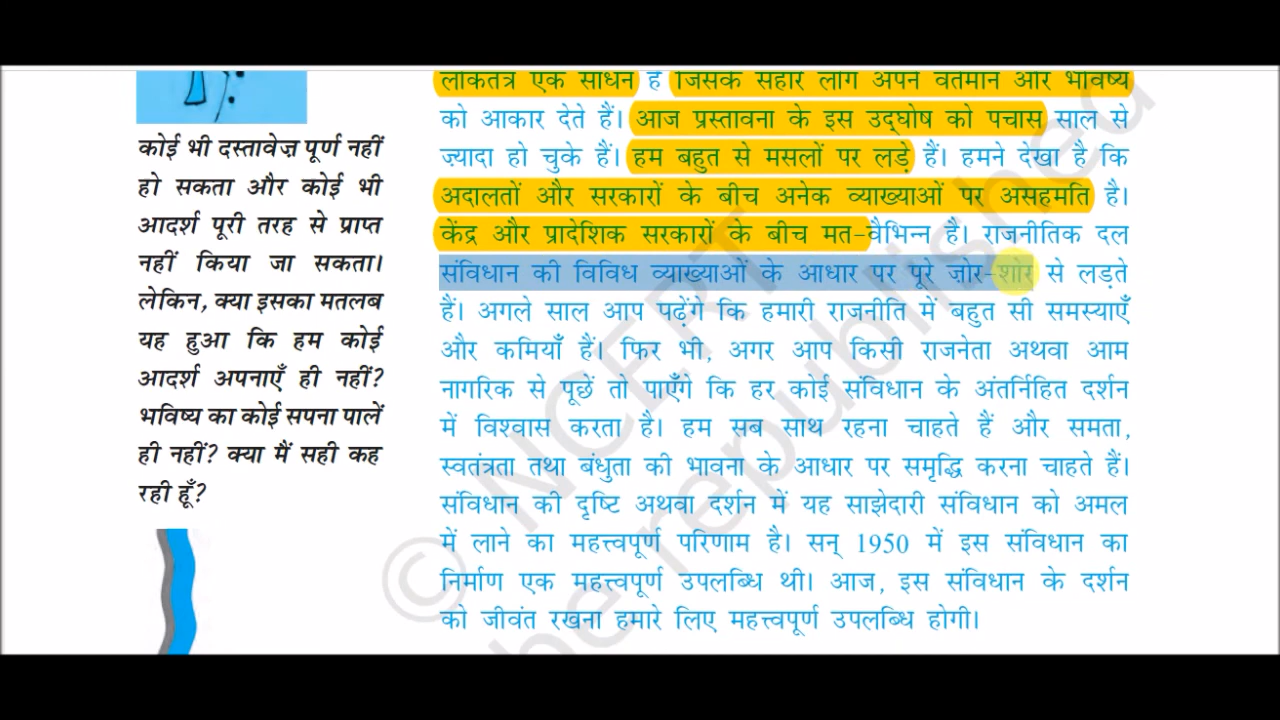 कोई भी दस्तावेज़ पूर्ण नहीं
हो सकता और कोई भी
आदर्श पूरी तरह से प्राप्त
नहीं किया जा सकता।
लेकिन, क्या इसका मतलब
यह हुआ कि हम कोई
आदर्श अपनाएँ ही नहीं?
भविष्य का कोई सपना पालें
ही नहीं? क्या मैं सही कह
रही हूँ?
लोकतंत्र एक साधन है जिसके सहारे लोग अपने वर्तमान और भविष्य
को आकार देते हैं। आज प्रस्तावना के इस उद्घोष को पचास साल से
ज़्यादा हो चुके हैं। हम बहुत से मसलों पर लड़े हैं। हमने देखा है कि
अदालतों और सरकारों के बीच अनेक व्याख्याओं पर असहमति है।
केंद्र और प्रादेशिक सरकारों के बीच मत-वैभिन्न है। राजनीतिक दल
संविधान की विविध व्याख्याओं के आधार पर पूरे ज़ोर-शोर से लड़ते
हैं। अगले साल आप पढ़ेंगे कि हमारी राजनीति में बहुत सी समस्याएँ
और कमियाँ हैं। फिर भी, अगर आप किसी राजनेता अथवा आम
नागरिक से पूछें तो पाएँगे कि हर कोई संविधान के अंतर्निहित दर्शन
में विश्वास करता है। हम सब साथ रहना चाहते हैं और समता,
स्वतंत्रता तथा बंधुता की भावना के आधार पर समृद्धि करना चाहते हैं।
संविधान की दृष्टि अथवा दर्शन में यह साझेदारी संविधान को अमल
में लाने का महत्त्वपूर्ण परिणाम है। सन् 1950 में इस संविधान का
निर्माण एक महत्त्वपूर्ण उपलब्धि थी। आज, इस संविधान के दर्शन
को जीवंत रखना हमारे लिए महत्त्वपूर्ण उपलब्धि होगी।
© NCERT
be republished